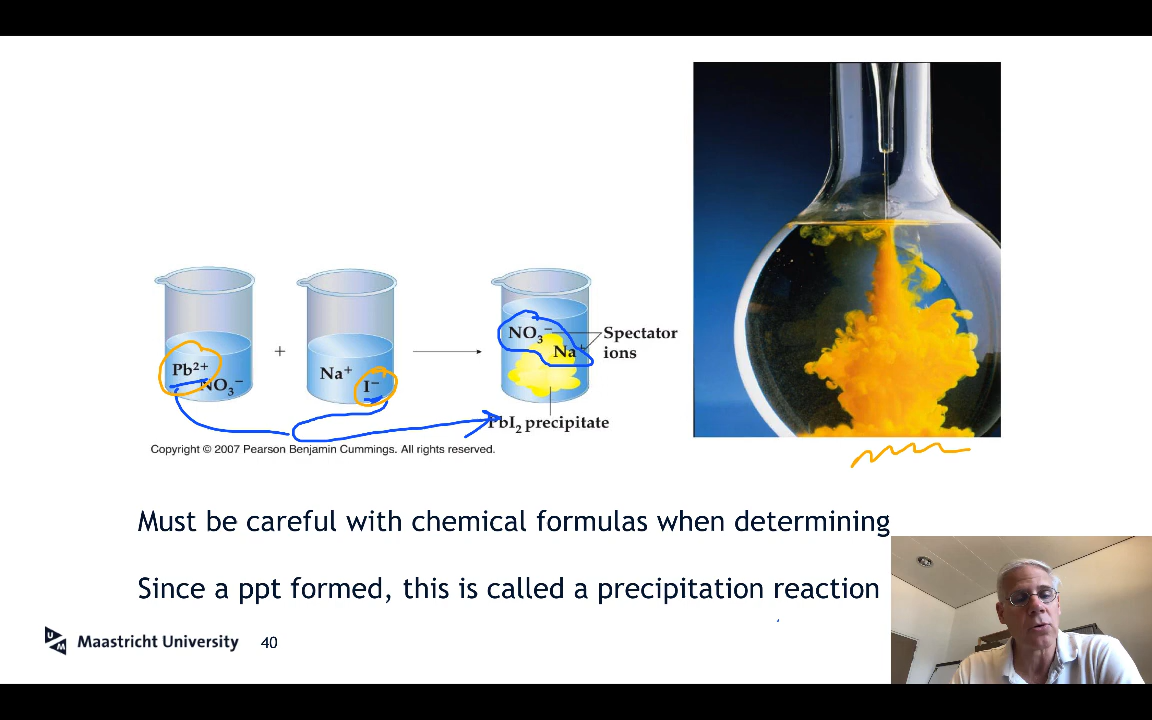 Pb²⁺
NO₃⁻
+
Na⁺
I⁻
NO₃⁻
Na⁺
Spectator
ions
PbI₂ precipitate
Copyright © 2007 Pearson Benjamin Cummings. All rights reserved.
Must be careful with chemical formulas when determining
Since a ppt formed, this is called a precipitation reaction
UM
Maastricht University 40